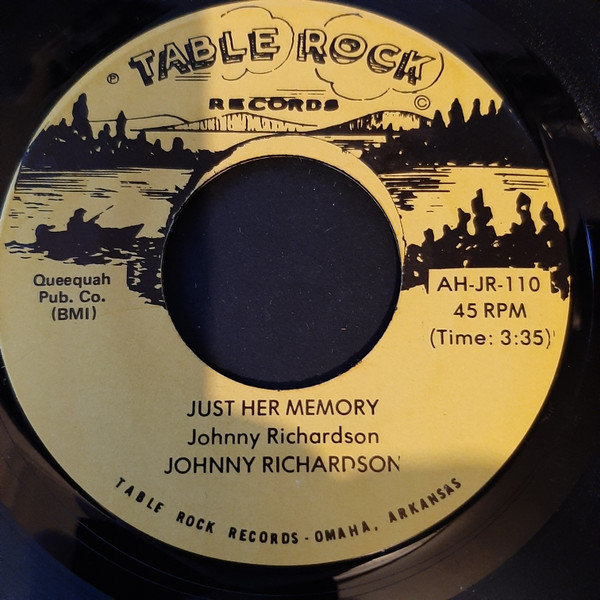 TABLE ROCK
℗ RECORDS ©
Queequah
Pub. Co.
(BMI)
AH-JR-110
45 RPM
(Time: 3:35)
JUST HER MEMORY
Johnny Richardson
JOHNNY RICHARDSON
TABLE ROCK RECORDS - OMAHA, ARKANSAS